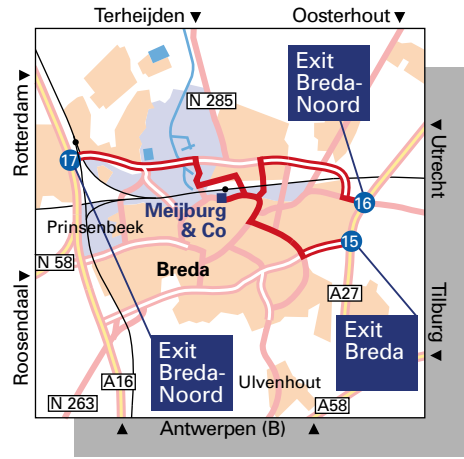 Terheijden
Oosterhout
Exit
Breda-
Noord
N 285
Rotterdam
Utrecht
17
16
Meijburg
& Co
Prinsenbeek
15
N 58
Breda
A27
Roosendaal
Tilburg
Exit
Breda
Exit
Breda-
Noord
A16
Ulvenhout
N 263
A58
Antwerpen (B)